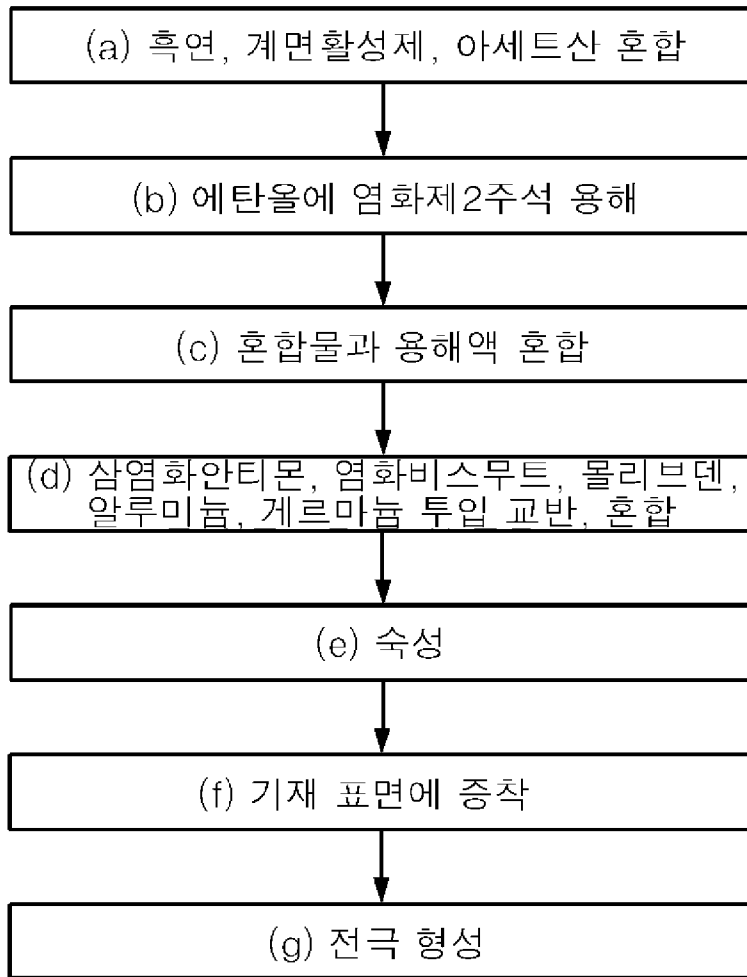 (a) 흑연, 계면활성제, 아세트산 혼합
(b) 에탄올에 염화제2주석 용해
(c) 혼합물과 용해액 혼합
(d) 삼염화안티몬, 염화비스무트, 몰리브덴,
알루미늄, 게르마늄 투입 교반, 혼합
(e) 숙성
(f) 기재 표면에 증착
(g) 전극 형성